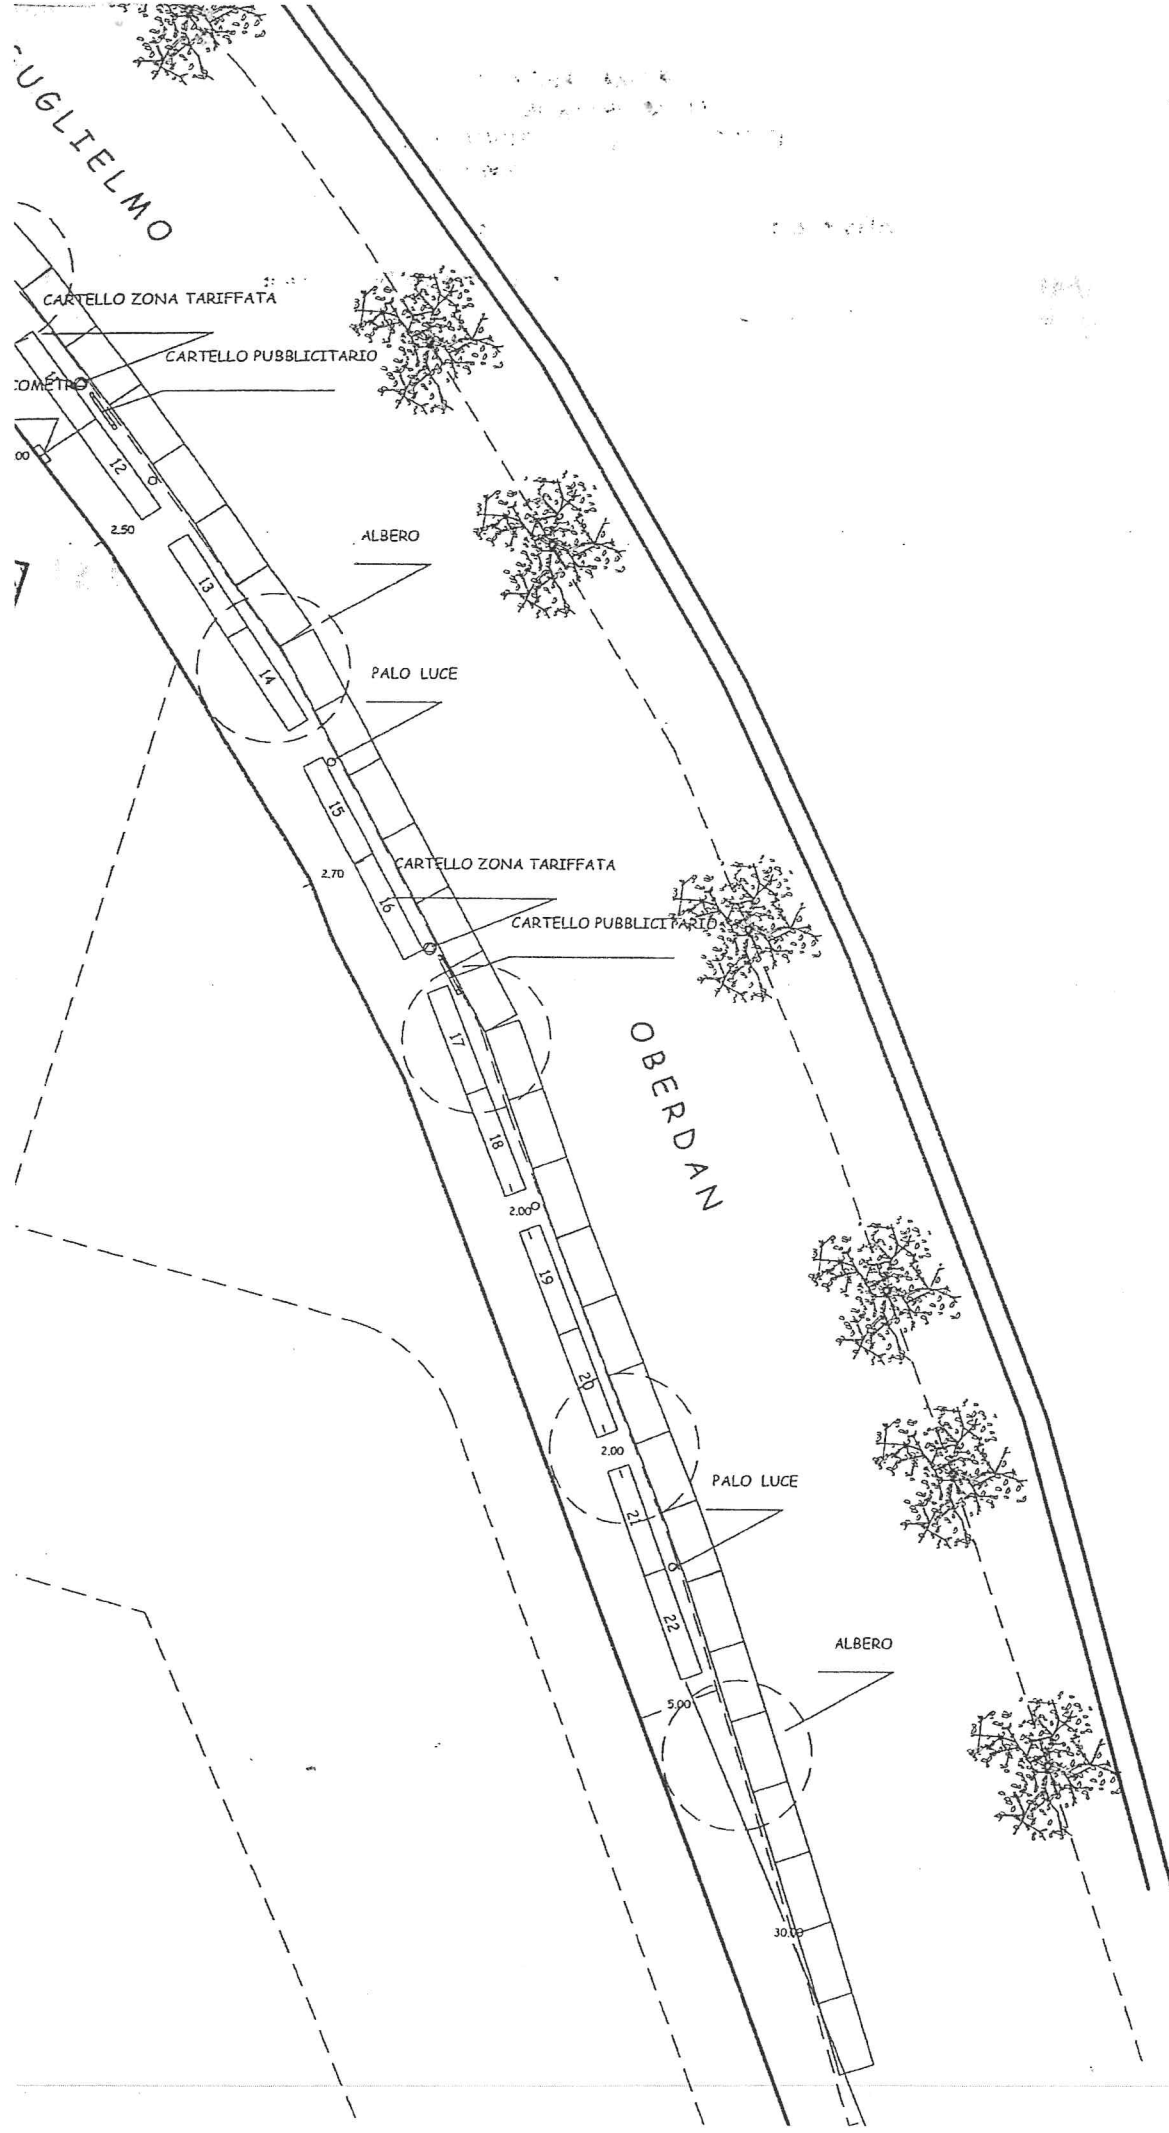 GUGLIELMO
CARTELLO ZONA TARIFFATA
CARTELLO PUBBLICITARIO
COMETRO
00
12
2.50
ALBERO
13
14
PALO LUCE
15
2.70
CARTELLO ZONA TARIFFATA
16
CARTELLO PUBBLICITARIO
17
OBERDAN
18
2.00
19
20
2.00
PALO LUCE
21
22
ALBERO
5.00
30.00